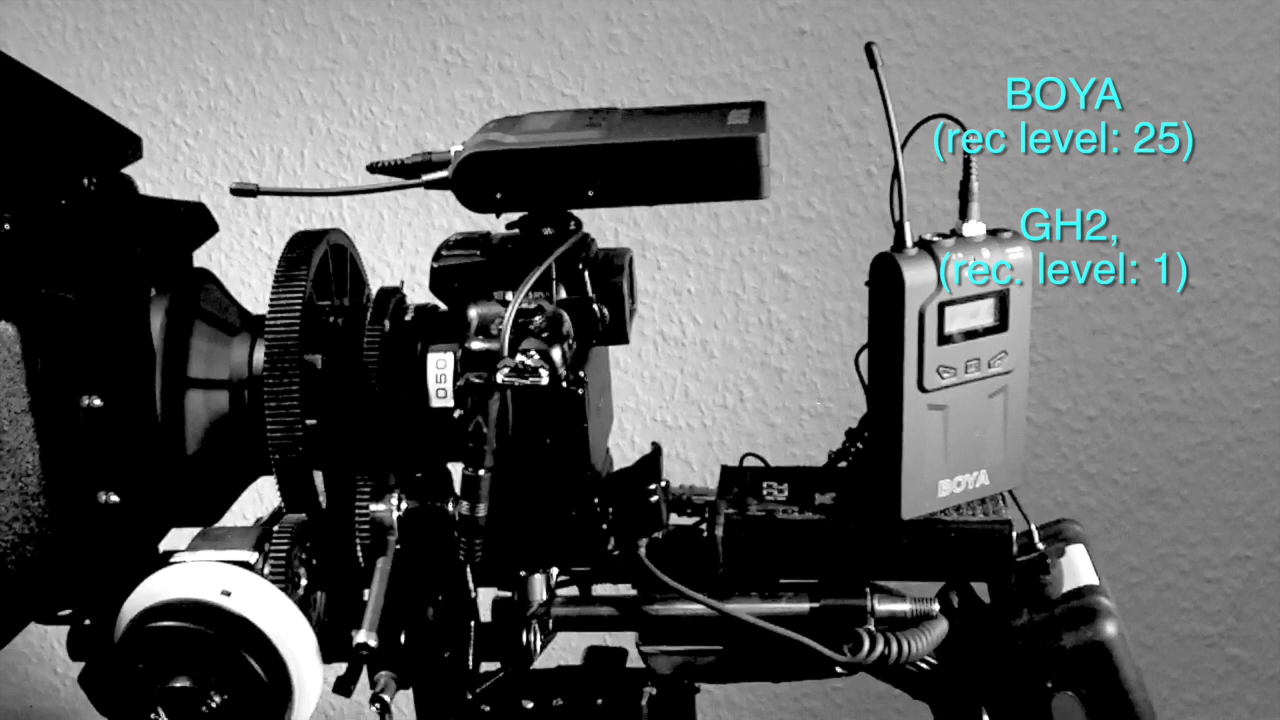 BOYA
(rec level: 25)
GH2,
(rec. level: 1)
050
BOYA